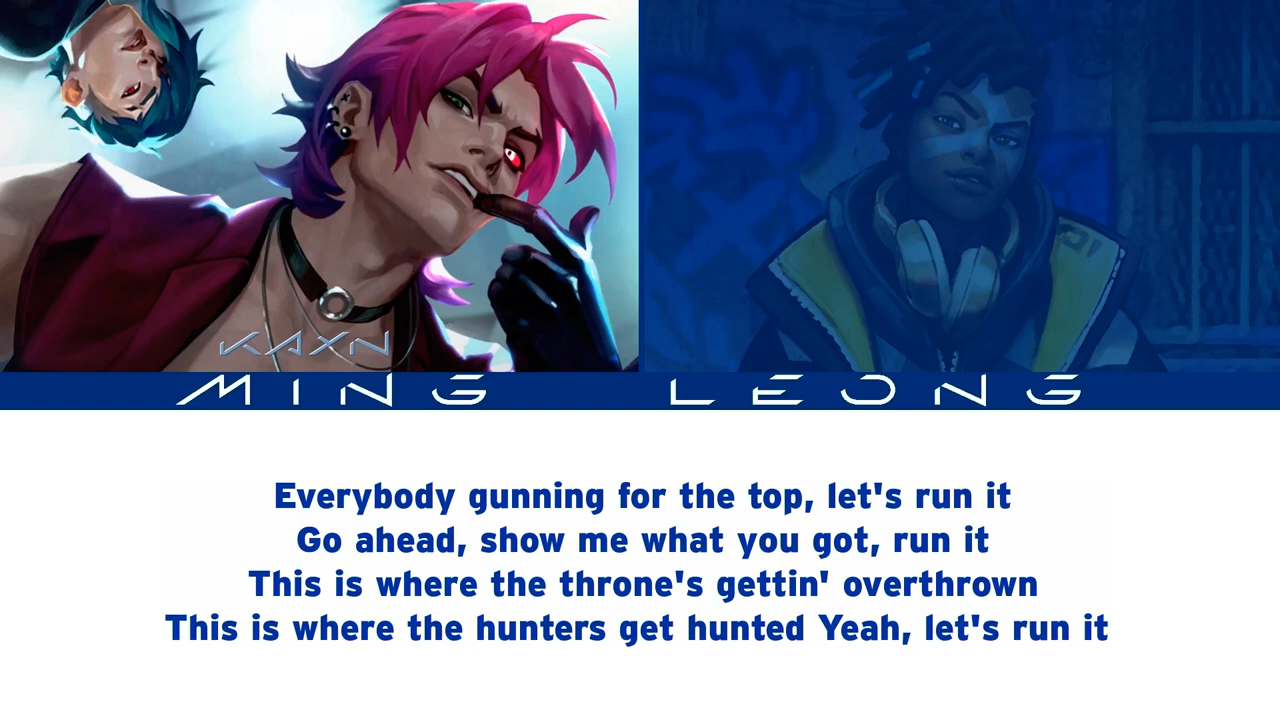 KAXN
MING LEONG
Everybody gunning for the top, let's run it
Go ahead, show me what you got, run it
This is where the throne's gettin' overthrown
This is where the hunters get hunted Yeah, let's run it